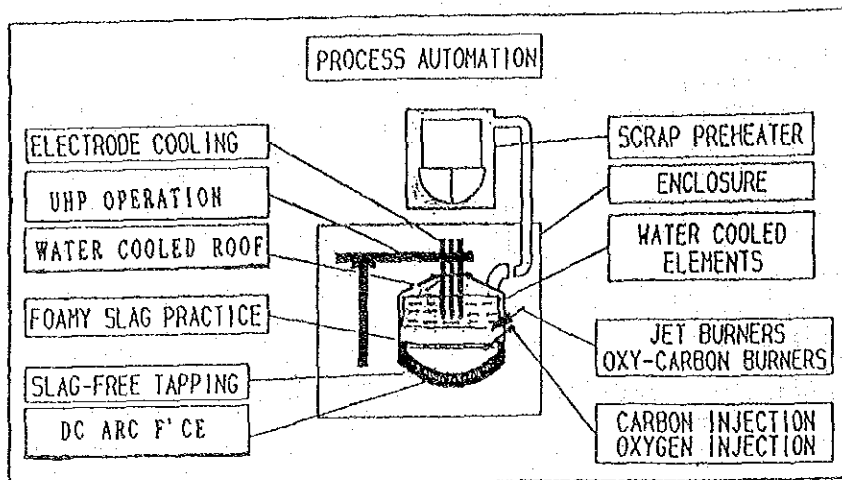 PROCESS AUTOMATION
ELECTRODE COOLING
UHP OPERATION
WATER COOLED ROOF
FOAMY SLAG PRACTICE
SLAG-FREE TAPPING
DC ARC F'CE
SCRAP PREHEATER
ENCLOSURE
WATER COOLED
ELEMENTS
JET BURNERS
OXY-CARBON BURNERS
CARBON INJECTION
OXYGEN INJECTION